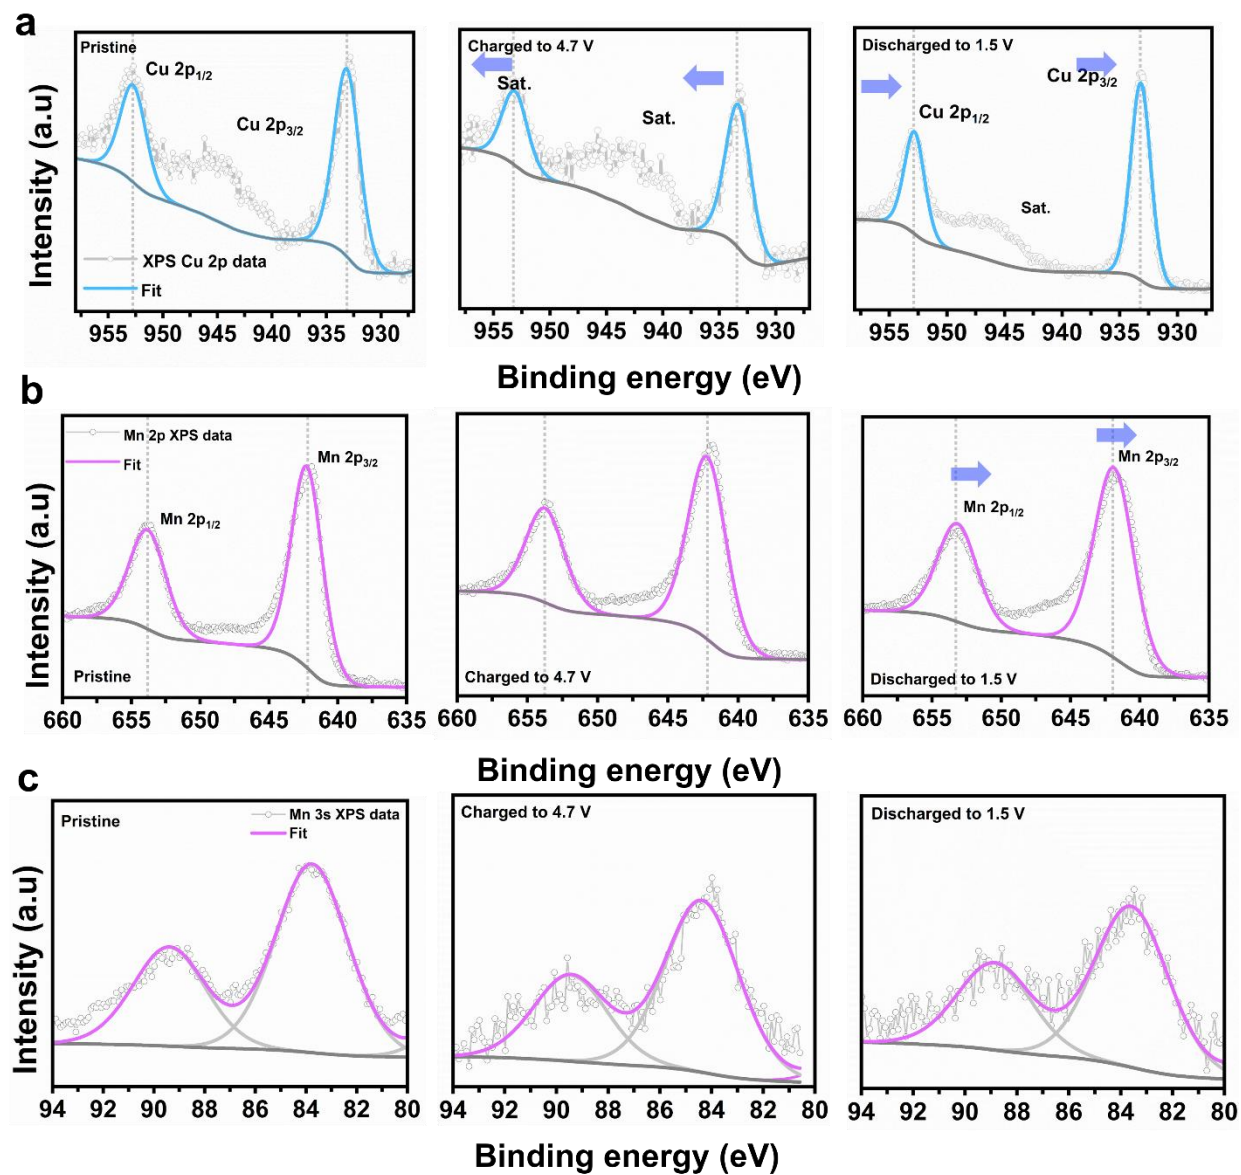 a
Pristine
Cu 2p1/2
Cu 2p3/2
XPS Cu 2p data
Fit
Intensity (a.u)
955 950 945 940 935 930
Charged to 4.7 V
Sat.
Sat.
955 950 945 940 935 930
Discharged to 1.5 V
Cu 2p3/2
Cu 2p1/2
Sat.
955 950 945 940 935 930
Binding energy (eV)
b
Mn 2p XPS data
Fit
Mn 2p3/2
Mn 2p1/2
Pristine
Intensity (a.u)
660 655 650 645 640 635
Charged to 4.7 V
660 655 650 645 640 635
Mn 2p3/2
Mn 2p1/2
Discharged to 1.5 V
660 655 650 645 640 635
Binding energy (eV)
c
Pristine
Mn 3s XPS data
Fit
Intensity (a.u)
94 92 90 88 86 84 82 80
Charged to 4.7 V
94 92 90 88 86 84 82 80
Discharged to 1.5 V
94 92 90 88 86 84 82 80
Binding energy (eV)